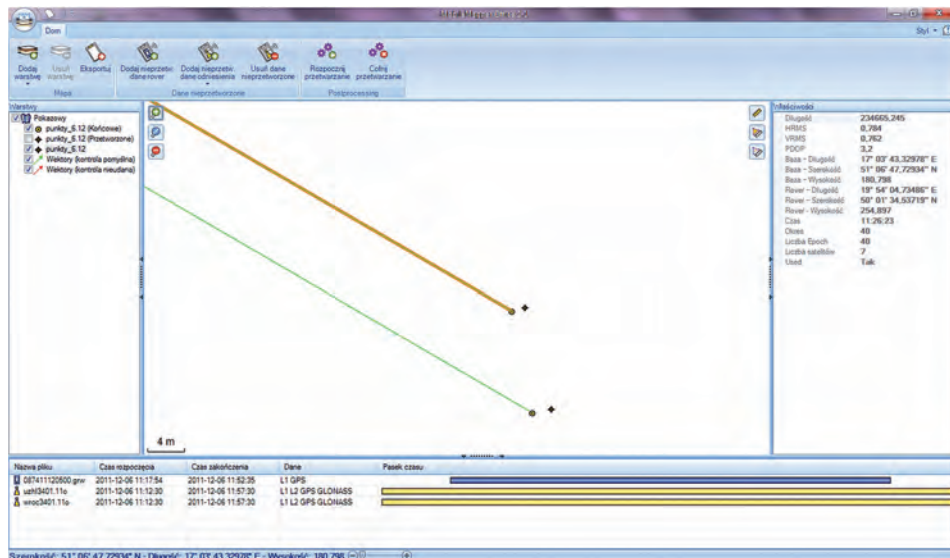 Dom
Styl
Dodaj warstwę
Usuń warstwę
Eksportuj
Dodaj nieprzetw. dane rover
Dodaj nieprzetw. dane odniesienia
Usuń dane nieprzetworzone
Rozpocznij przetwarzanie
Cofnij przetwarzanie
Mapa
Dane nieprzetworzone
Postprocessing
Warstwy
Pokazowy
punkty_6.12 (Końcowe)
punkty_6.12 (Przetworzone)
punkty_6.12
Wektory (kontrola pomyślna)
Wektory (kontrola nieudana)
4 m
Właściwości
Długość 234665,245
HRMS 0,784
VRMS 0,762
PDOP 3,2
Baza - Długość 17° 03' 43,32978" E
Baza - Szerokość 51° 06' 47,72934" N
Baza - Wysokość 180,798
Rover - Długość 19° 54' 04,73486" E
Rover - Szerokość 50° 01' 34,53719" N
Rover - Wysokość 254,897
Czas 11:26:23
Okres 40
Liczba Epoch 40
Liczba satelitów 7
Used Tak
Nazwa pliku Czas rozpoczęcia Czas zakończenia Dane Pasek czasu
087411120500.grw 2011-12-06 11:17:54 2011-12-06 11:52:35 L1 GPS
uzhl3401.11o 2011-12-06 11:12:30 2011-12-06 11:57:30 L1 L2 GPS GLONASS
wroc3401.11o 2011-12-06 11:12:30 2011-12-06 11:57:30 L1 L2 GPS GLONASS
Szerokość: 51° 06' 47,72934" N - Długość: 17° 03' 43,32978" E - Wysokość: 180,798